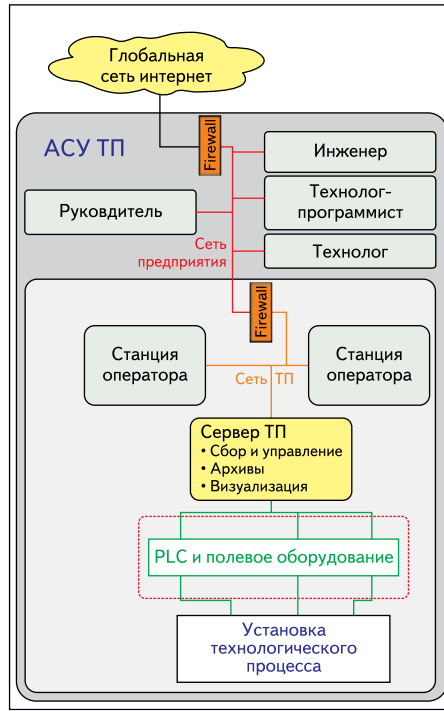 Глобальная
сеть интернет
Firewall
АСУ ТП
Инженер
Руковдитель
Технолог-
программист
Сеть
предприятия
Технолог
Firewall
Станция
оператора
Станция
оператора
Сеть ТП
Сервер ТП
• Сбор и управление
• Архивы
• Визуализация
PLC и полевое оборудование
Установка
технологического
процесса